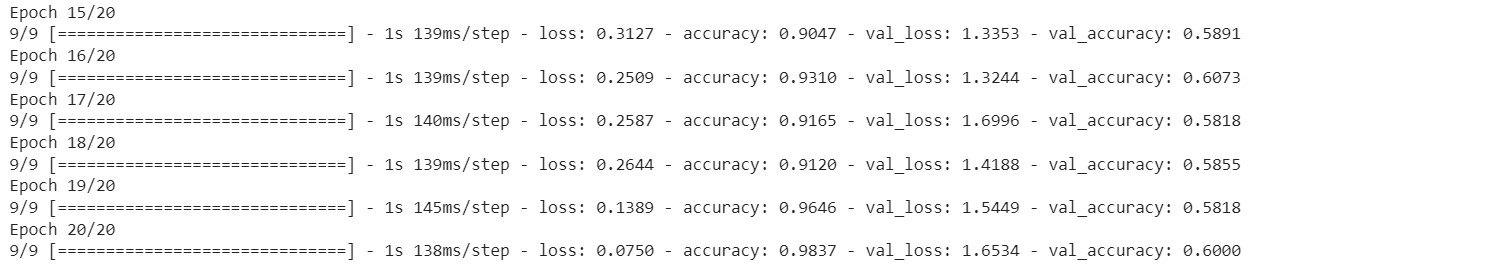 Epoch 15/20
9/9 [==============================] - 1s 139ms/step - loss: 0.3127 - accuracy: 0.9047 - val_loss: 1.3353 - val_accuracy: 0.5891
Epoch 16/20
9/9 [==============================] - 1s 139ms/step - loss: 0.2509 - accuracy: 0.9310 - val_loss: 1.3244 - val_accuracy: 0.6073
Epoch 17/20
9/9 [==============================] - 1s 140ms/step - loss: 0.2587 - accuracy: 0.9165 - val_loss: 1.6996 - val_accuracy: 0.5818
Epoch 18/20
9/9 [==============================] - 1s 139ms/step - loss: 0.2644 - accuracy: 0.9120 - val_loss: 1.4188 - val_accuracy: 0.5855
Epoch 19/20
9/9 [==============================] - 1s 145ms/step - loss: 0.1389 - accuracy: 0.9646 - val_loss: 1.5449 - val_accuracy: 0.5818
Epoch 20/20
9/9 [==============================] - 1s 138ms/step - loss: 0.0750 - accuracy: 0.9837 - val_loss: 1.6534 - val_accuracy: 0.6000